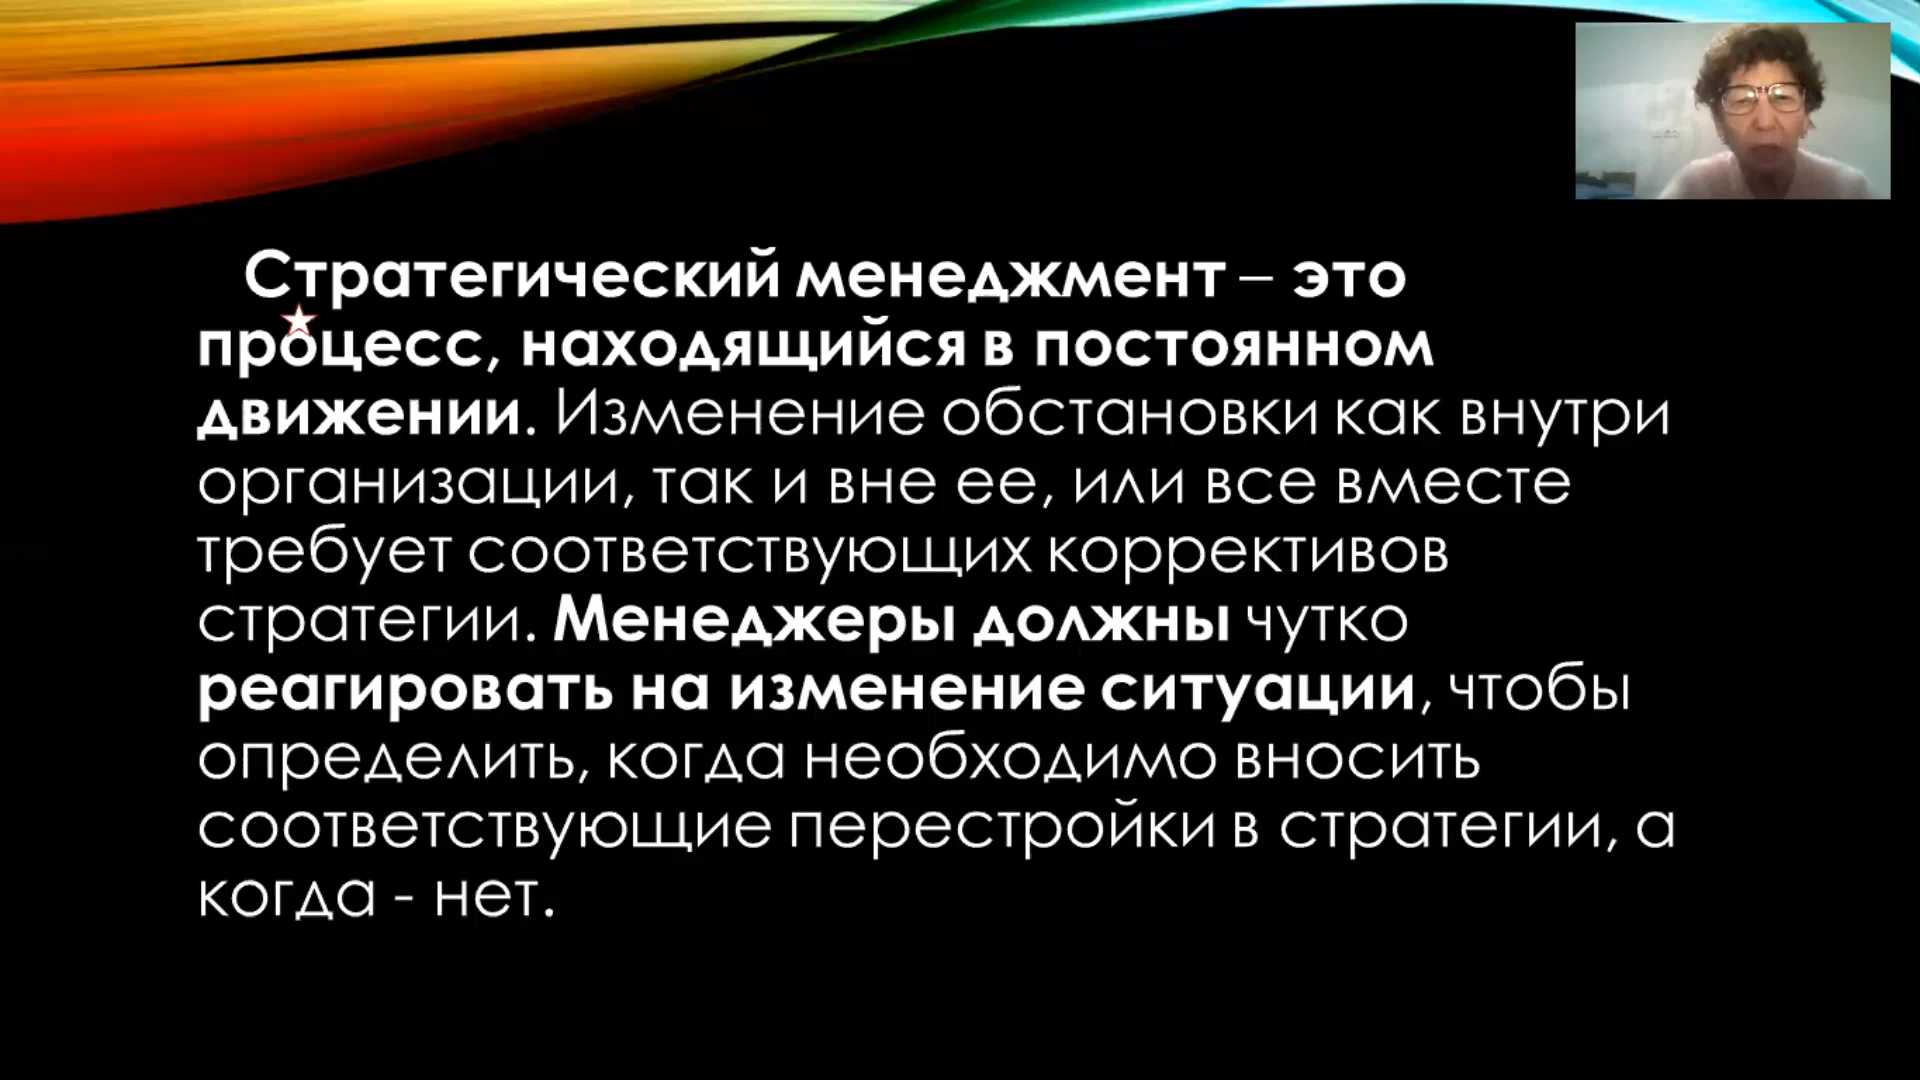 Стратегический менеджмент – это
процесс, находящийся в постоянном
движении. Изменение обстановки как внутри
организации, так и вне ее, или все вместе
требует соответствующих коррективов
стратегии. Менеджеры должны чутко
реагировать на изменение ситуации, чтобы
определить, когда необходимо вносить
соответствующие перестройки в стратегии, а
когда - нет.